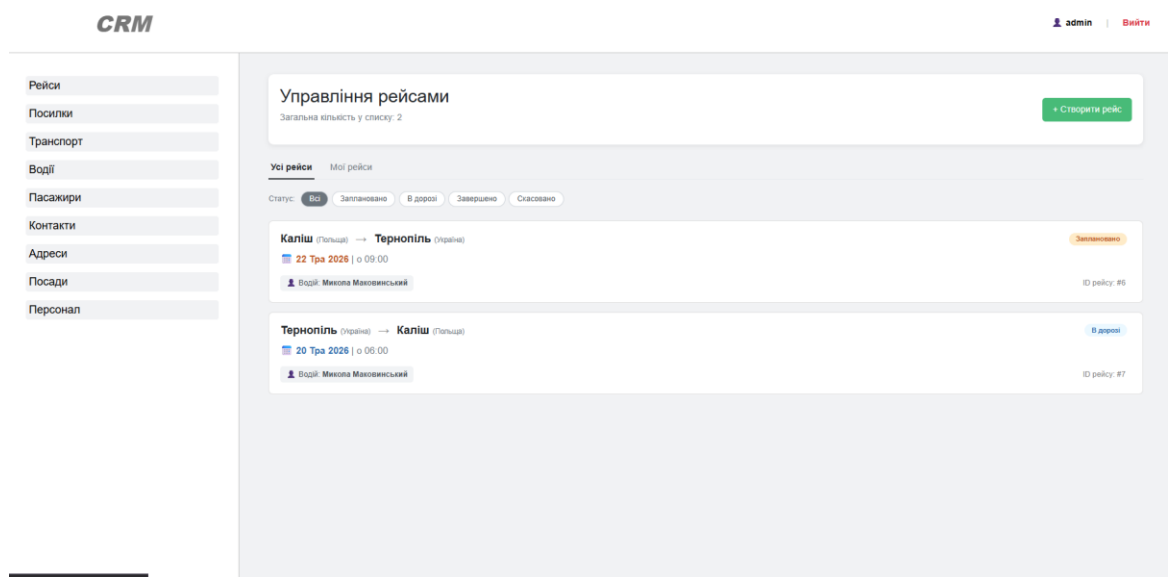 CRM
admin | Вийти
Рейси
Посилки
Транспорт
Водії
Пасажири
Контакти
Адреси
Посади
Персонал
Управління рейсами
Загальна кількість у списку: 2
+ Створити рейс
Усі рейси Мої рейси
Статус: Всі Заплановано В дорозі Завершено Скасовано
Каліш (Польща) → Тернопіль (Україна) Заплановано
22 Тра 2026 | о 09:00
Водій: Микола Маковинський ID рейсу: #6
Тернопіль (Україна) → Каліш (Польща) В дорозі
20 Тра 2026 | о 06:00
Водій: Микола Маковинський ID рейсу: #7